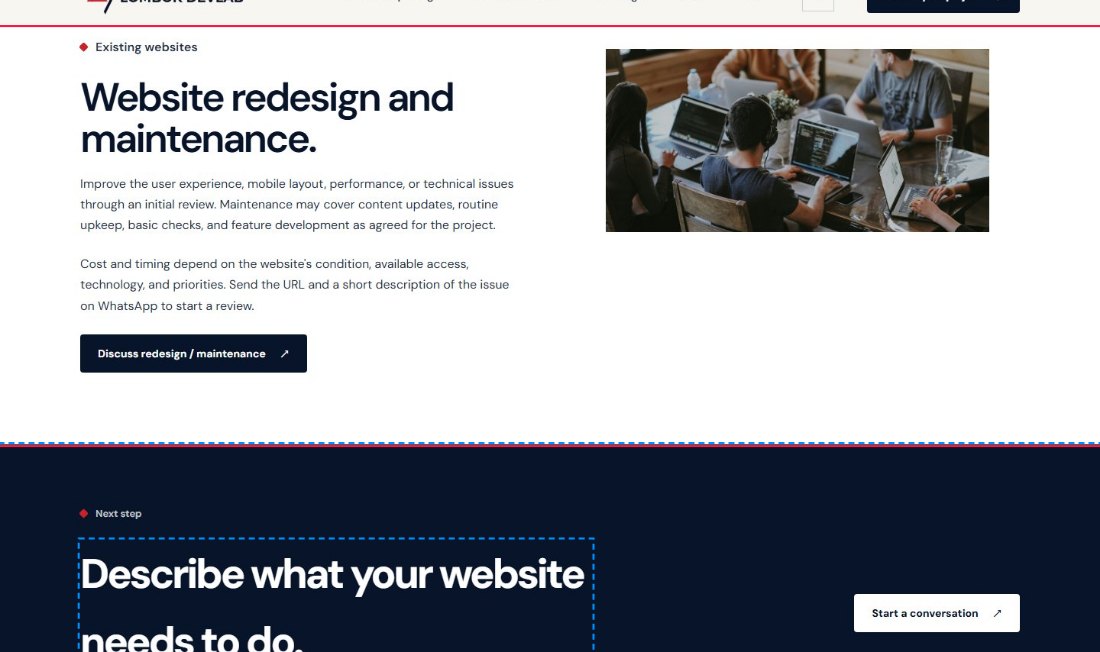 LOMBOK DEVLAB
Existing websites
Website redesign and
maintenance.
Improve the user experience, mobile layout, performance, or technical issues
through an initial review. Maintenance may cover content updates, routine
upkeep, basic checks, and feature development as agreed for the project.
Cost and timing depend on the website's condition, available access,
technology, and priorities. Send the URL and a short description of the issue
on WhatsApp to start a review.
Discuss redesign / maintenance ↗
Next step
Describe what your website
needs to do.
Start a conversation ↗